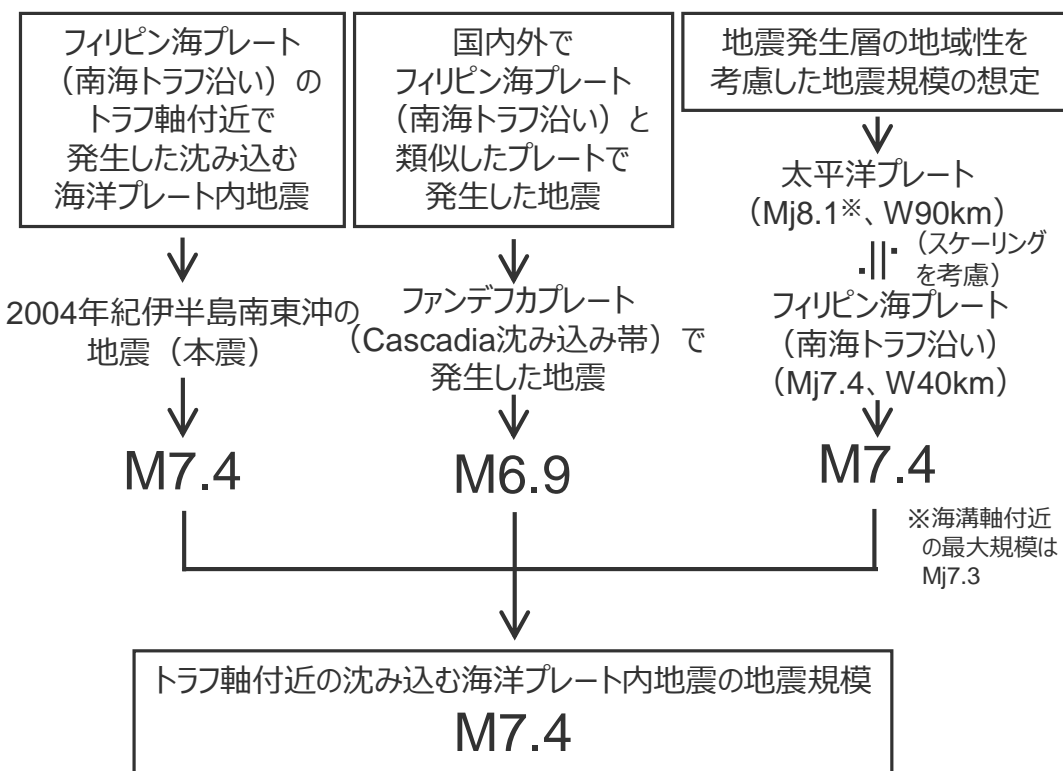 フィリピン海プレート
（南海トラフ沿い）の
トラフ軸付近で
発生した沈み込む
海洋プレート内地震
2004年紀伊半島南東沖の
地震（本震）
M7.4
国内外で
フィリピン海プレート
（南海トラフ沿い）と
類似したプレートで
発生した地震
ファンデフカプレート
（Cascadia沈み込み帯）で
発生した地震
M6.9
地震発生層の地域性を
考慮した地震規模の想定
太平洋プレート
（Mj8.1※、W90km）
（スケーリング
を考慮）
フィリピン海プレート
（南海トラフ沿い）
（Mj7.4、W40km）
M7.4
※海溝軸付近
の最大規模は
Mj7.3
トラフ軸付近の沈み込む海洋プレート内地震の地震規模
M7.4